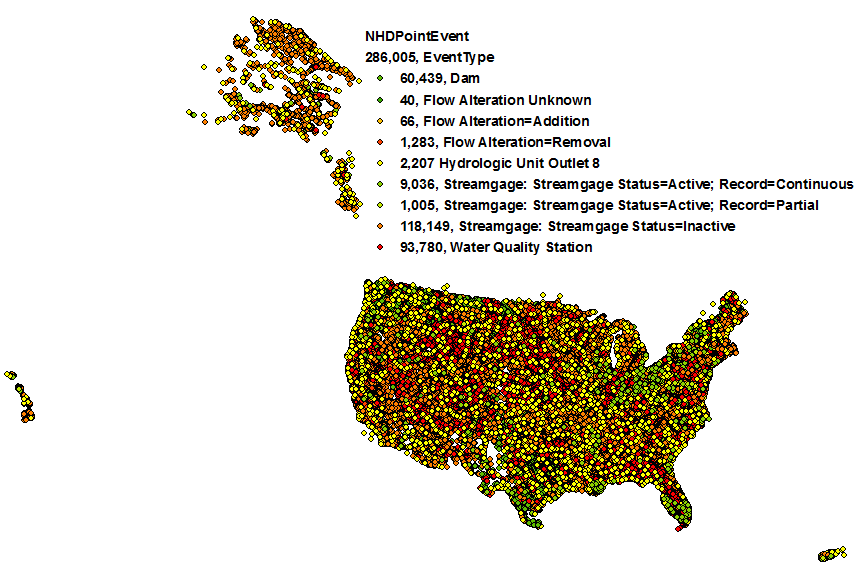 NHDPointEvent
286,005, EventType
60,439, Dam
40, Flow Alteration Unknown
66, Flow Alteration=Addition
1,283, Flow Alteration=Removal
2,207 Hydrologic Unit Outlet 8
9,036, Streamgage: Streamgage Status=Active; Record=Continuous
1,005, Streamgage: Streamgage Status=Active; Record=Partial
118,149, Streamgage: Streamgage Status=Inactive
93,780, Water Quality Station